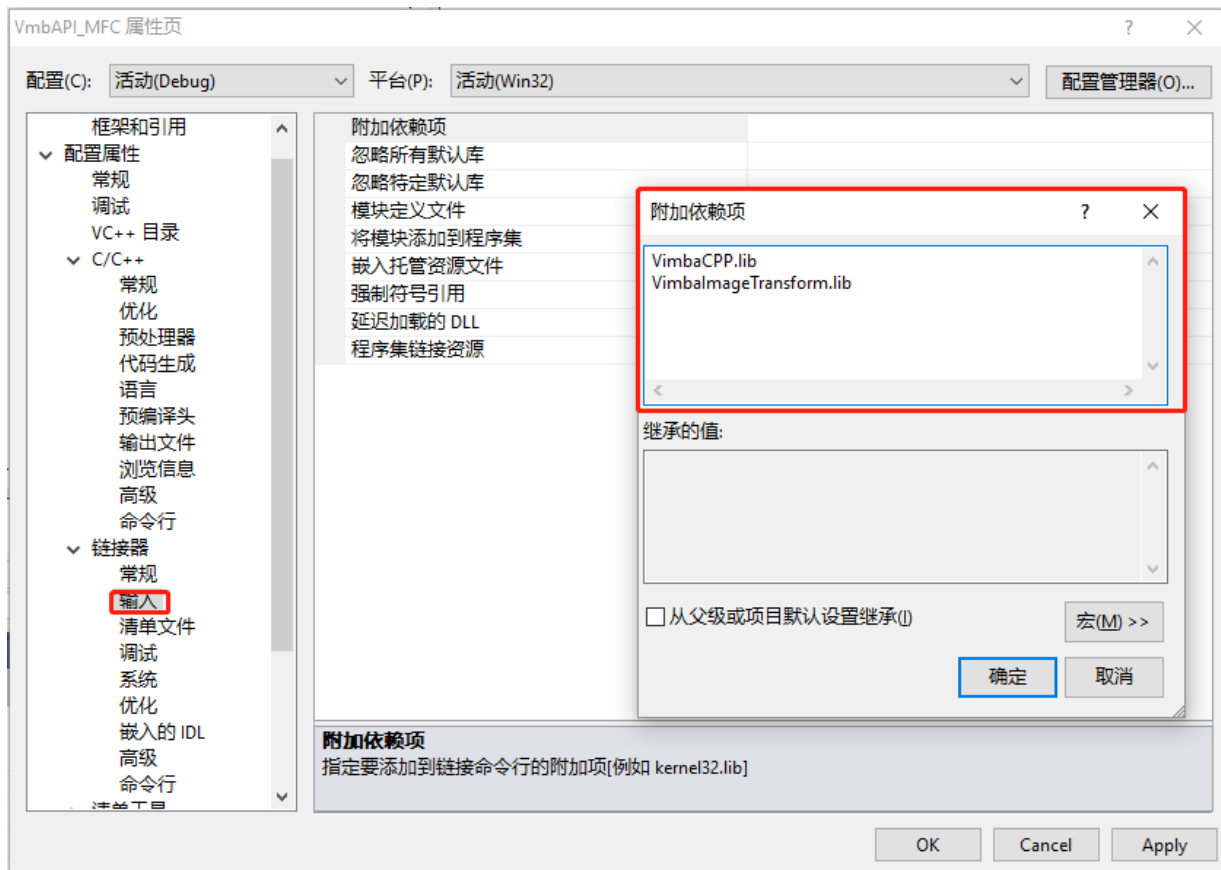 VmbAPI_MFC 属性页
?
配置(C): 活动(Debug) 平台(P): 活动(Win32) 配置管理器(O)...
框架和引用
配置属性
常规
调试
VC++ 目录
C/C++
常规
优化
预处理器
代码生成
语言
预编译头
输出文件
浏览信息
高级
命令行
链接器
常规
输入
清单文件
调试
系统
优化
嵌入的 IDL
高级
命令行
清单工具
附加依赖项
忽略所有默认库
忽略特定默认库
模块定义文件
将模块添加到程序集
嵌入托管资源文件
强制符号引用
延迟加载的 DLL
程序集链接资源
附加依赖项 ?
VimbaCPP.lib
VimbaImageTransform.lib
继承的值:
从父级或项目默认设置继承(I)
宏(M) >>
确定 取消
附加依赖项
指定要添加到链接命令行的附加项[例如 kernel32.lib]
OK Cancel Apply